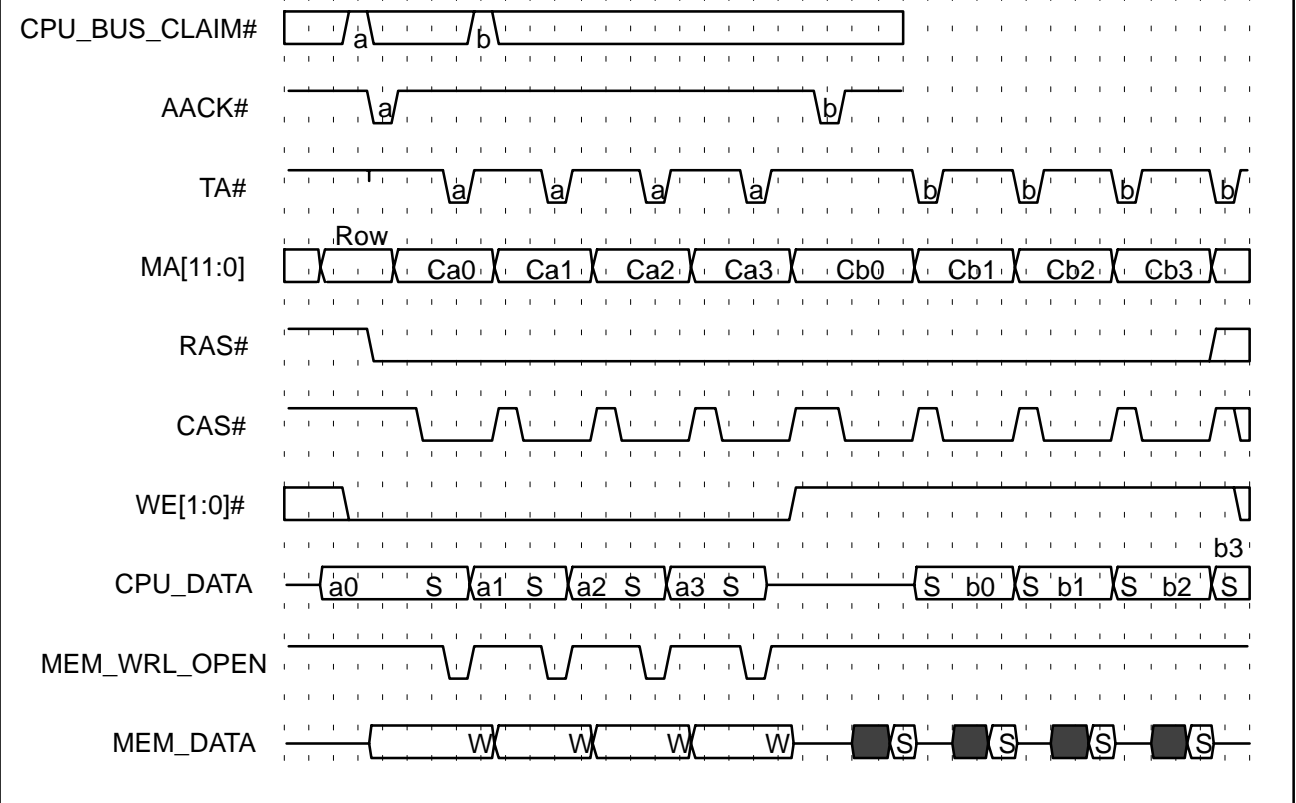 CPU_BUS_CLAIM# a b
AACK# a b
TA# a a a a b b b b
Row
MA[11:0] Ca0 Ca1 Ca2 Ca3 Cb0 Cb1 Cb2 Cb3
RAS#
CAS#
WE[1:0]#
b3
CPU_DATA a0 S a1 S a2 S a3 S S b0 S b1 S b2 S
MEM_WRL_OPEN
MEM_DATA W W W W S S S S